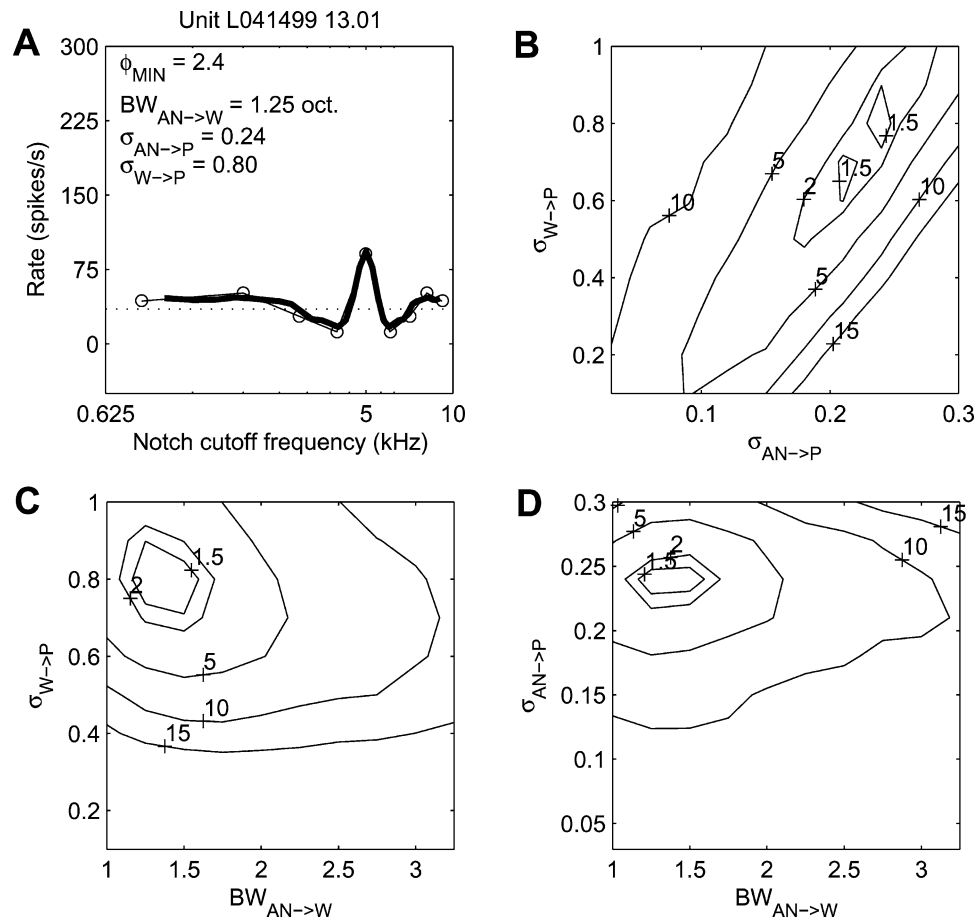 Unit L041499 13.01
A
300
225
150
75
0
Rate (spikes/s)
ϕMIN = 2.4
BWAN->W = 1.25 oct.
σAN->P = 0.24
σW->P = 0.80
0.625 5 10
Notch cutoff frequency (kHz)
B
1
0.8
0.6
0.4
0.2
σW->P
10
5
2
1.5
1.5
10
5
15
0.1 0.2 0.3
σAN->P
C
1
0.8
0.6
0.4
0.2
σW->P
1.5
2
5
10
15
1 1.5 2 2.5 3
BWAN->W
D
0.3
0.25
0.2
0.15
0.1
0.05
σAN->P
5
2
1.5
10
15
1 1.5 2 2.5 3
BWAN->W